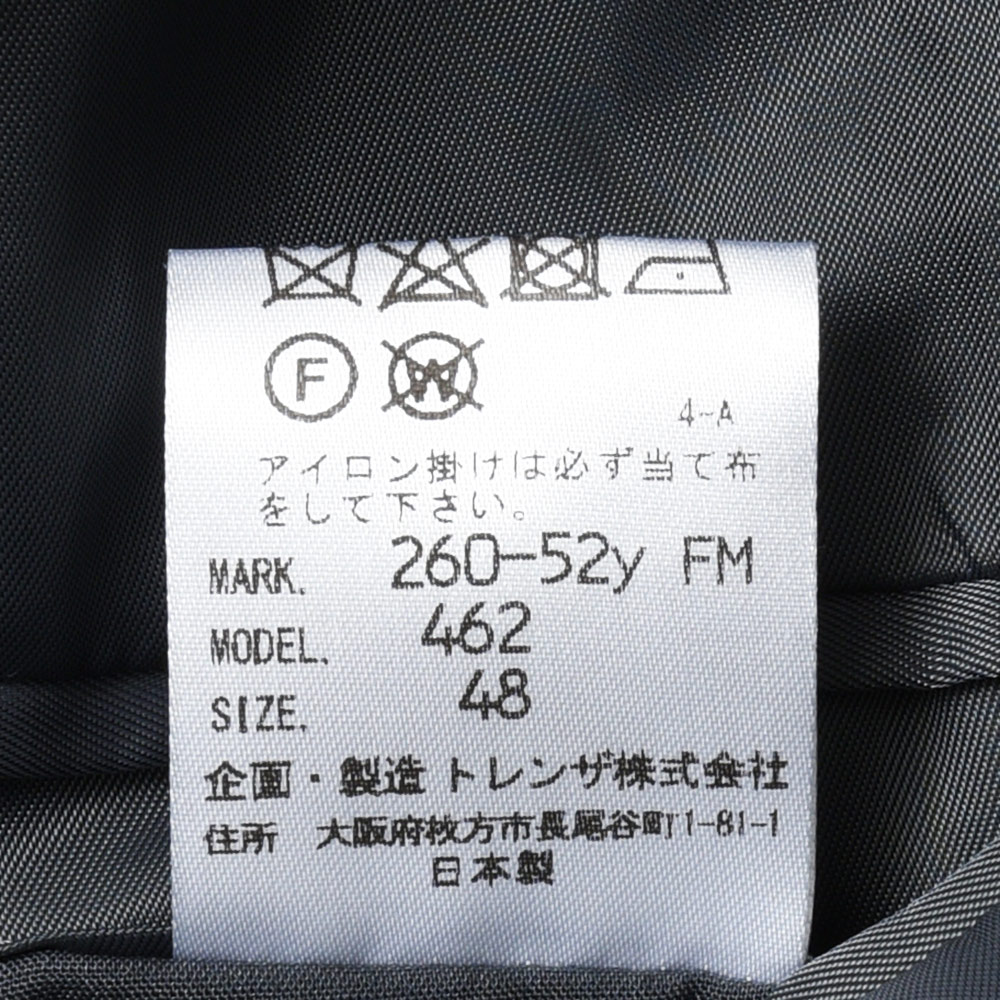 F W
4-A
アイロン掛けは必ず当て布
をして下さい。
MARK. 260-52y FM
MODEL. 462
SIZE. 48
企画・製造 トレンザ株式会社
住所 大阪府枚方市長尾谷町1-81-1
日本製